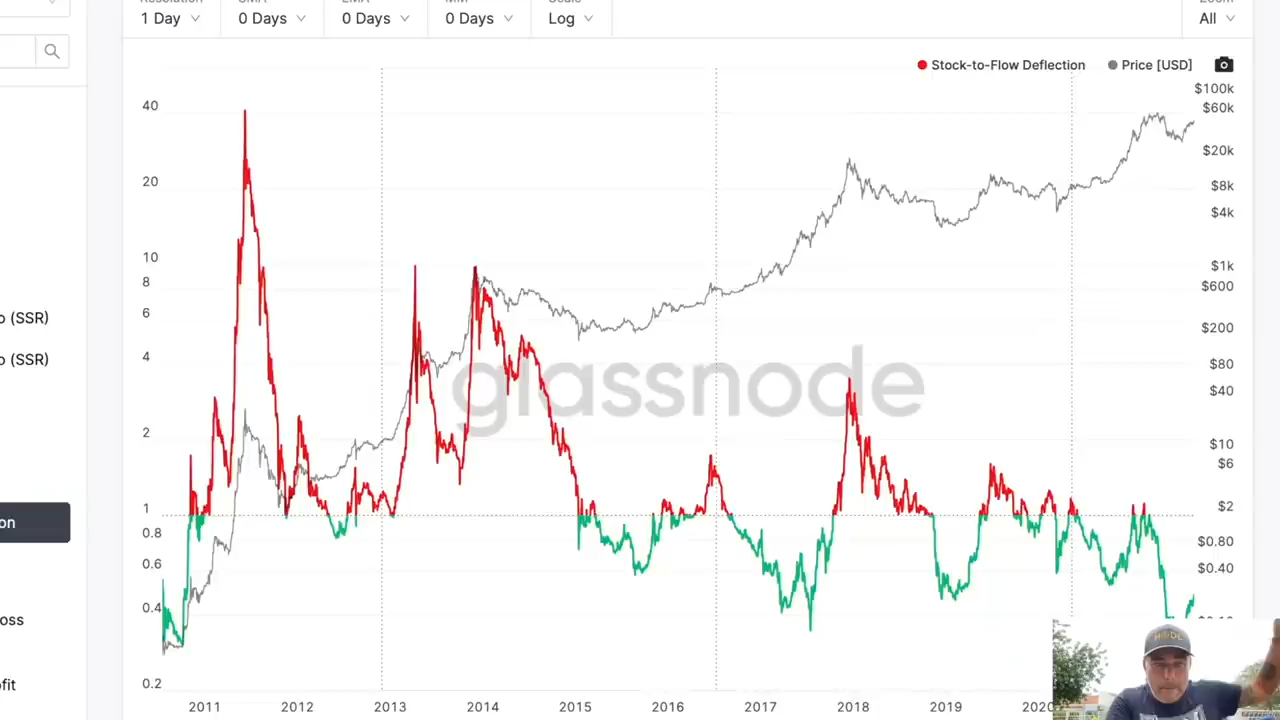 1 Day
0 Days
0 Days
0 Days
Log
All
Stock-to-Flow Deflection
Price [USD]
$100k
40
$60k
$20k
20
$8k
$4k
10
$1k
8
$600
6
o (SSR)
$200
4
o (SSR)
$80
glassnode
$40
2
$10
$6
1
$2
on
0.8
$0.80
0.6
$0.40
0.4
oss
HODL
fit
0.2
2011
2012
2013
2014
2015
2016
2017
2018
2019
2020